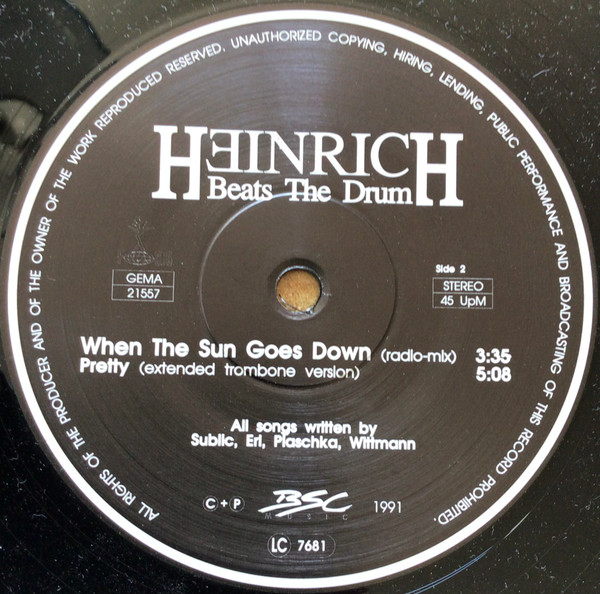 ALL RIGHTS OF THE PRODUCER AND OF THE OWNER OF THE WORK REPRODUCED RESERVED. UNAUTHORIZED COPYING, HIRING, LENDING, PUBLIC PERFORMANCE AND BROADCASTING OF THIS RECORD PROHIBITED.
HEINRICH
Beats The Drum
GEMA
21557
Side 2
STEREO
45 UpM
When The Sun Goes Down (radio-mix) 3:35
Pretty (extended trombone version) 5:08
All songs written by
Sublic, Erl, Plaschka, Wittmann
C+P BSC MUSIC 1991
LC 7681